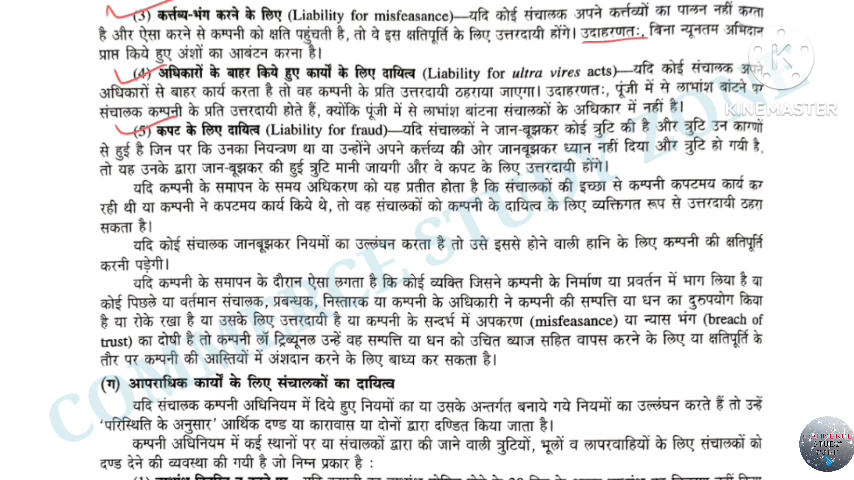 (3) कर्त्तव्य-भंग करने के लिए (Liability for misfeasance)—यदि कोई संचालक अपने कर्त्तव्यों का पालन नहीं करता
है और ऐसा करने से कम्पनी को क्षति पहुंचती है, तो वे इस क्षतिपूर्ति के लिए उत्तरदायी होंगे। उदाहरणतः, बिना न्यूनतम अभिदान
प्राप्त किये हुए अंशों का आबंटन करना है।
(4) अधिकारों के बाहर किये हुए कार्यों के लिए दायित्व (Liability for ultra vires acts)—यदि कोई संचालक अपने
अधिकारों से बाहर कार्य करता है तो वह कम्पनी के प्रति उत्तरदायी ठहराया जाएगा। उदाहरणतः, पूंजी में से लाभांश बांटने पर
संचालक कम्पनी के प्रति उत्तरदायी होते हैं, क्योंकि पूंजी में से लाभांश बांटना संचालकों के अधिकार में नहीं है।
KINEMASTER
(5) कपट के लिए दायित्व (Liability for fraud)—यदि संचालकों ने जान-बूझकर कोई त्रुटि की है और त्रुटि उन कारणों
से हुई है जिन पर कि उनका नियन्त्रण था या उन्होंने अपने कर्त्तव्य की ओर जानबूझकर ध्यान नहीं दिया और त्रुटि हो गयी है,
तो यह उनके द्वारा जान-बूझकर की हुई त्रुटि मानी जायगी और वे कपट के लिए उत्तरदायी होंगे।
यदि कम्पनी के समापन के समय अधिकरण को यह प्रतीत होता है कि संचालकों की इच्छा से कम्पनी कपटमय कार्य कर
रही थी या कम्पनी ने कपटमय कार्य किये थे, तो वह संचालकों को कम्पनी के दायित्व के लिए व्यक्तिगत रूप से उत्तरदायी ठहरा
सकता है।
यदि कोई संचालक जानबूझकर नियमों का उल्लंघन करता है तो उसे इससे होने वाली हानि के लिए कम्पनी की क्षतिपूर्ति
करनी पड़ेगी।
यदि कम्पनी के समापन के दौरान ऐसा लगता है कि कोई व्यक्ति जिसने कम्पनी के निर्माण या प्रवर्तन में भाग लिया है या
कोई पिछले या वर्तमान संचालक, प्रबन्धक, निस्तारक या कम्पनी के अधिकारी ने कम्पनी की सम्पत्ति या धन का दुरुपयोग किया
है या रोके रखा है या उसके लिए उत्तरदायी है या कम्पनी के सन्दर्भ में अपकरण (misfeasance) या न्यास भंग (breach of
trust) का दोषी है तो कम्पनी लॉ ट्रिब्यूनल उन्हें वह सम्पत्ति या धन को उचित ब्याज सहित वापस करने के लिए या क्षतिपूर्ति के
तौर पर कम्पनी की आस्तियों में अंशदान करने के लिए बाध्य कर सकता है।
COMMERCE STUDY ZONE
(ग) आपराधिक कार्यों के लिए संचालकों का दायित्व
यदि संचालक कम्पनी अधिनियम में दिये हुए नियमों का या उसके अन्तर्गत बनाये गये नियमों का उल्लंघन करते हैं तो उन्हें
'परिस्थिति के अनुसार' आर्थिक दण्ड या कारावास या दोनों द्वारा दण्डित किया जाता है।
कम्पनी अधिनियम में कई स्थानों पर या संचालकों द्वारा की जाने वाली त्रुटियों, भूलों व लापरवाहियों के लिए संचालकों को
दण्ड देने की व्यवस्था की गयी है जो निम्न प्रकार है :